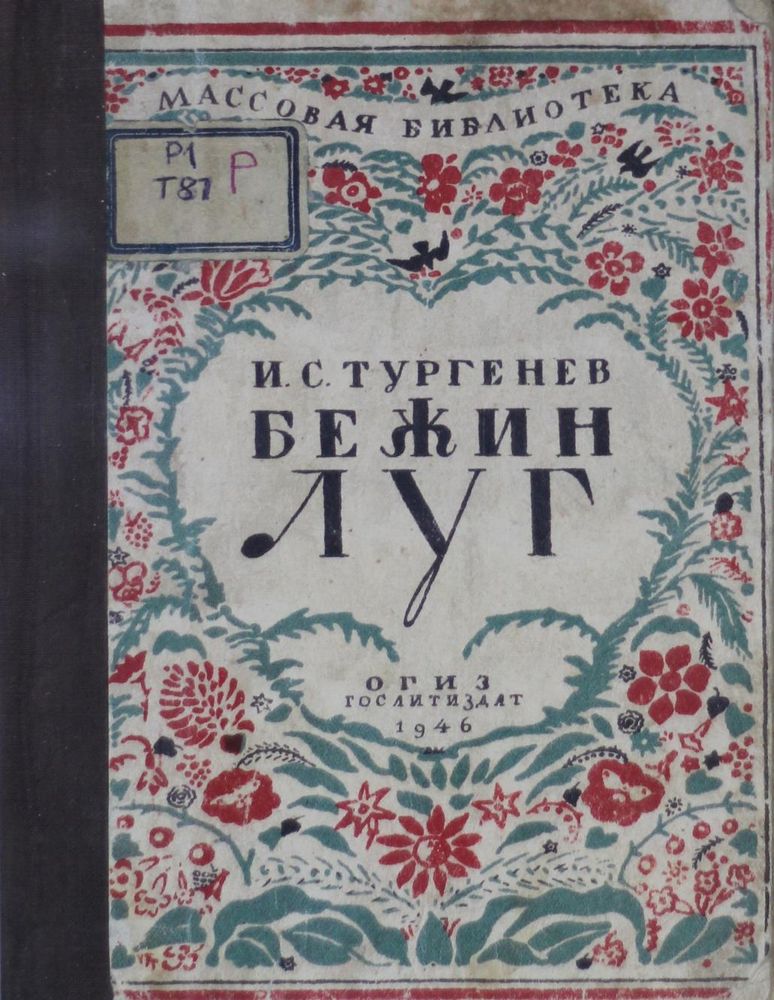 МАССОВАЯ БИБЛИОТЕКА
Р1
Т87
Р
И. С. ТУРГЕНЕВ
БЕЖИН
ЛУГ
ОГИЗ
ГОСЛИТИЗДАТ
1946